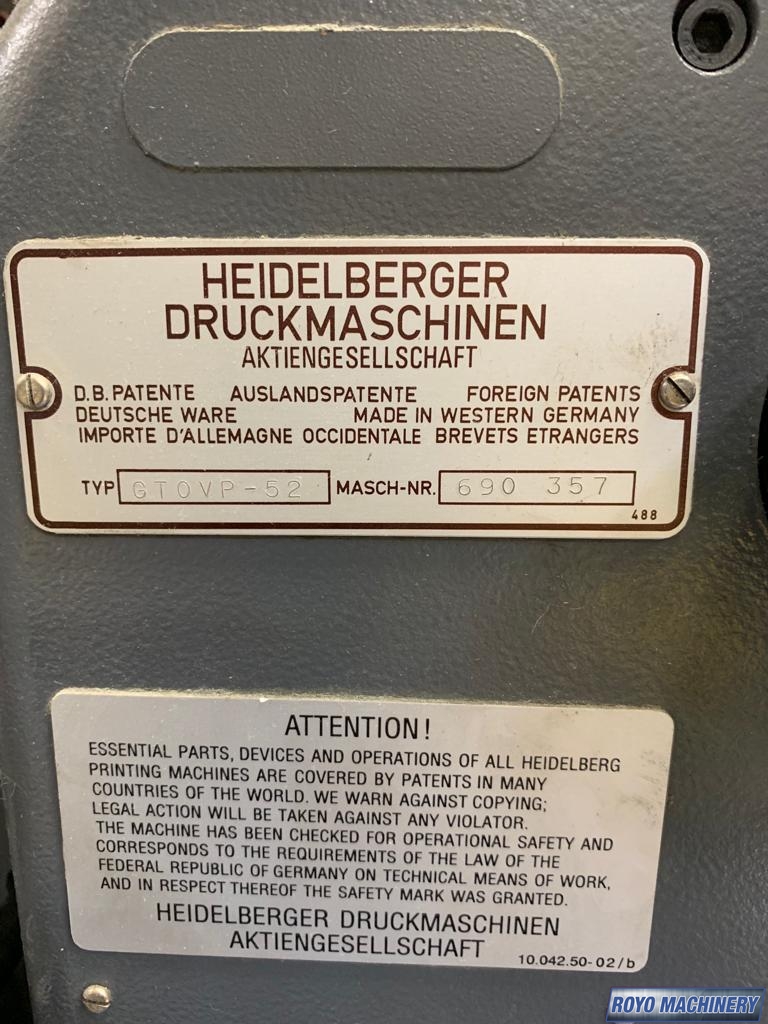 HEIDELBERGER
DRUCKMASCHINEN
AKTIENGESELLSCHAFT
D.B. PATENTE AUSLANDSPATENTE FOREIGN PATENTS
DEUTSCHE WARE MADE IN WESTERN GERMANY
IMPORTE D'ALLEMAGNE OCCIDENTALE BREVETS ETRANGERS
TYP GTOVP-52 MASCH-NR. 690 357
488
ATTENTION!
ESSENTIAL PARTS, DEVICES AND OPERATIONS OF ALL HEIDELBERG
PRINTING MACHINES ARE COVERED BY PATENTS IN MANY
COUNTRIES OF THE WORLD. WE WARN AGAINST COPYING;
LEGAL ACTION WILL BE TAKEN AGAINST ANY VIOLATOR.
THE MACHINE HAS BEEN CHECKED FOR OPERATIONAL SAFETY AND
CORRESPONDS TO THE REQUIREMENTS OF THE LAW OF THE
FEDERAL REPUBLIC OF GERMANY ON TECHNICAL MEANS OF WORK,
AND IN RESPECT THEREOF THE SAFETY MARK WAS GRANTED.
HEIDELBERGER DRUCKMASCHINEN
AKTIENGESELLSCHAFT
10.042.50-02/b
ROYO MACHINERY